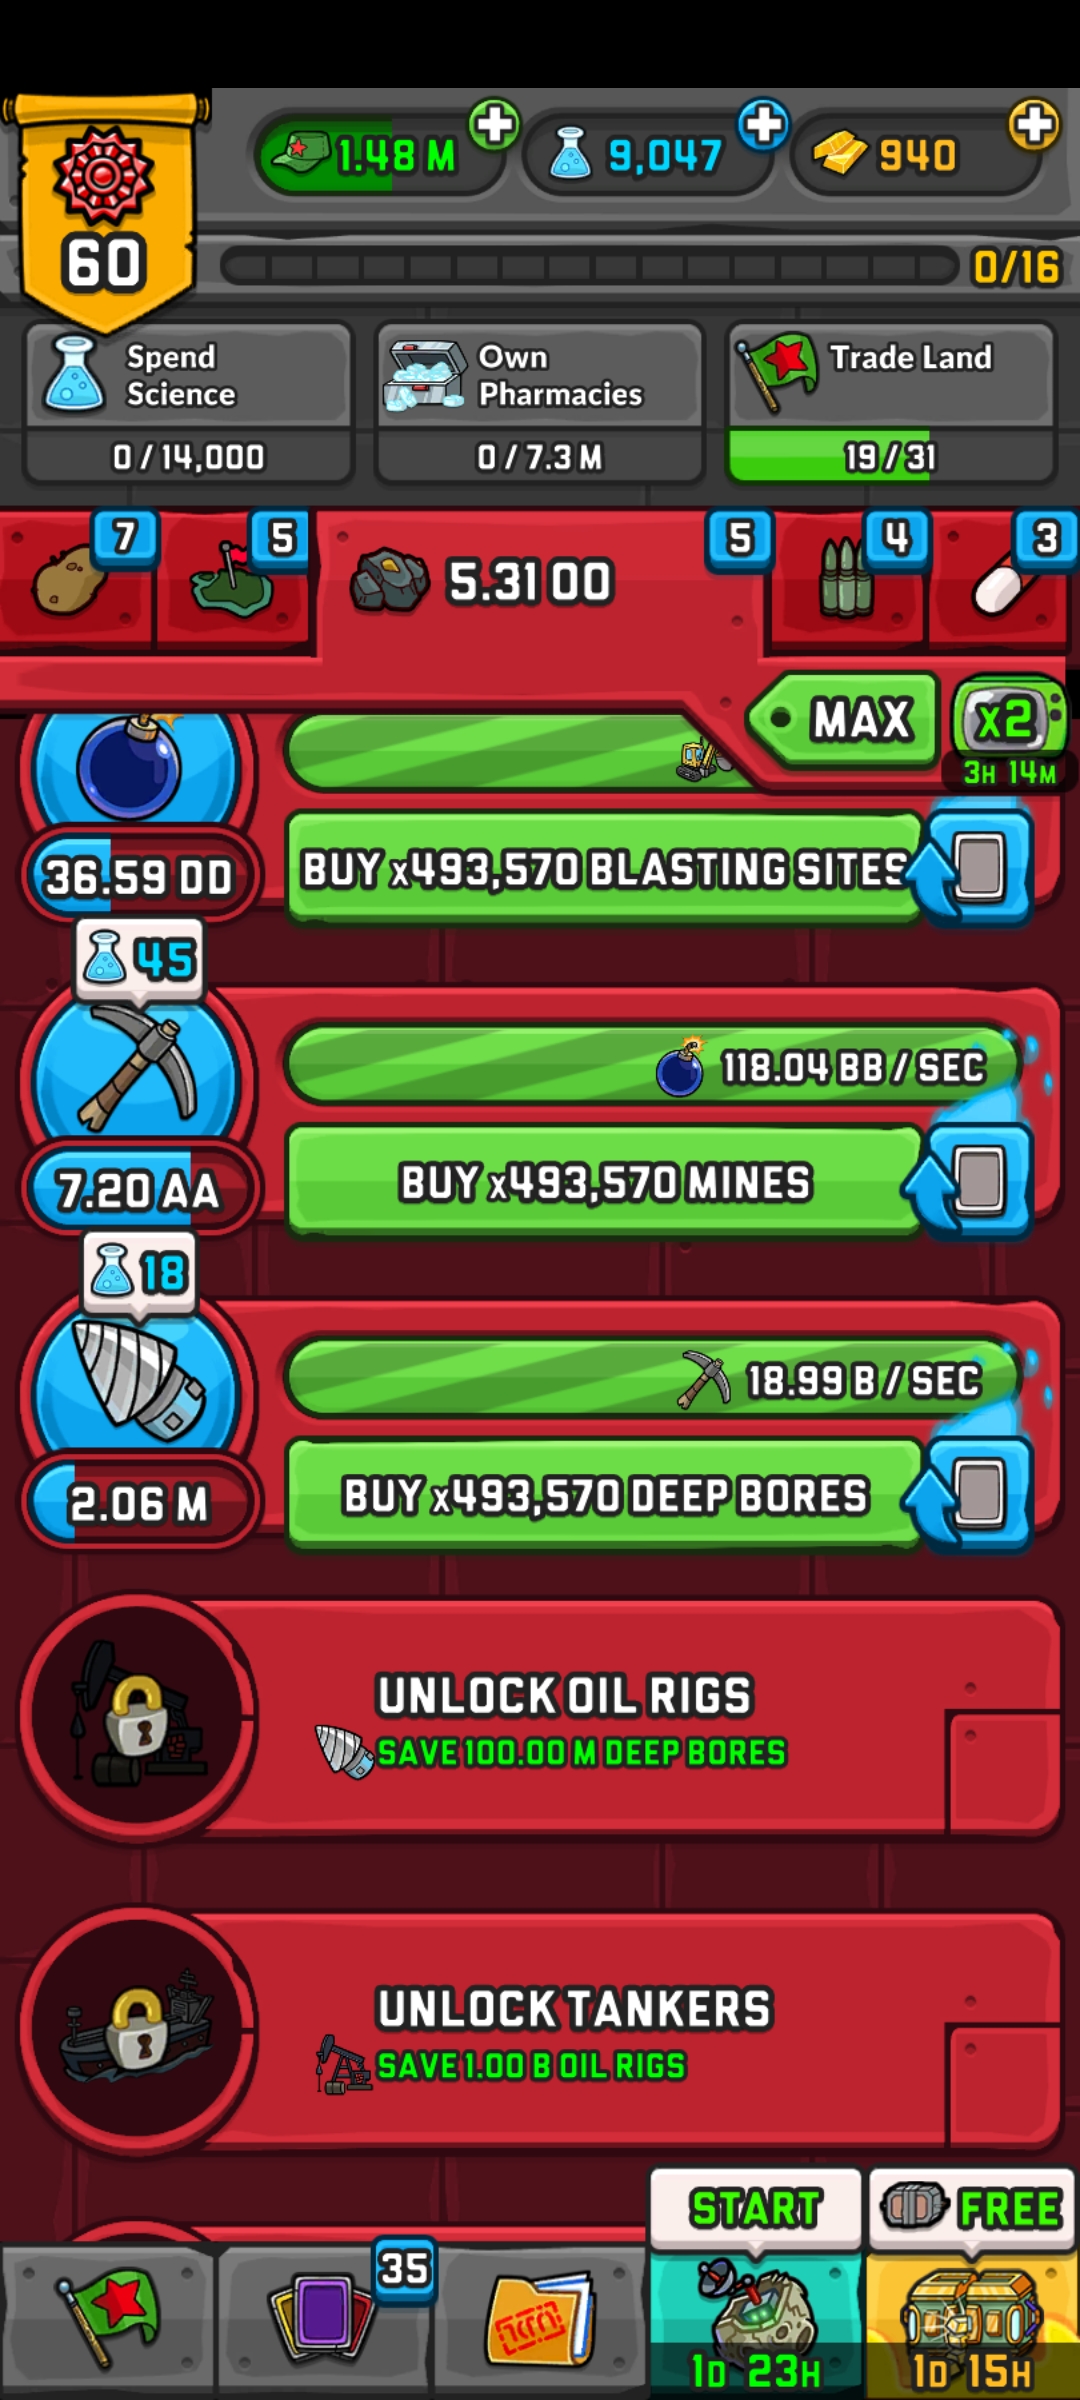 1.48 M
9,047
940
60
0/16
Spend
Science
0 / 14,000
Own
Pharmacies
0 / 7.3 M
Trade Land
19 / 31
7
5
5.31 OO
5
4
3
MAX
x2
3H 14M
36.59 DD
BUY x493,570 BLASTING SITES
45
118.04 BB / SEC
7.20 AA
BUY x493,570 MINES
18
18.99 B / SEC
2.06 M
BUY x493,570 DEEP BORES
UNLOCK OIL RIGS
SAVE 100.00 M DEEP BORES
UNLOCK TANKERS
SAVE 1.00 B OIL RIGS
START
FREE
35
1D 23H
1D 15H